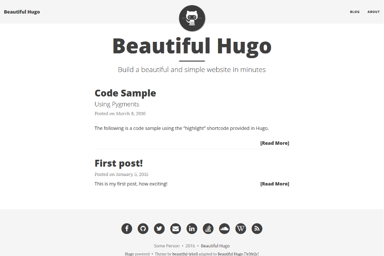 Beautiful Hugo
BLOG ABOUT
Beautiful Hugo
Build a beautiful and simple website in minutes
Code Sample
Using Pygments
Posted on March 8, 2016
The following is a code sample using the "highlight" shortcode provided in Hugo.
[Read More]
First post!
Posted on January 5, 2015
This is my first post, how exciting!
[Read More]
Some Person • 2016 • Beautiful Hugo
Hugo powered • Theme by beautiful-jekyll adapted to Beautiful Hugo